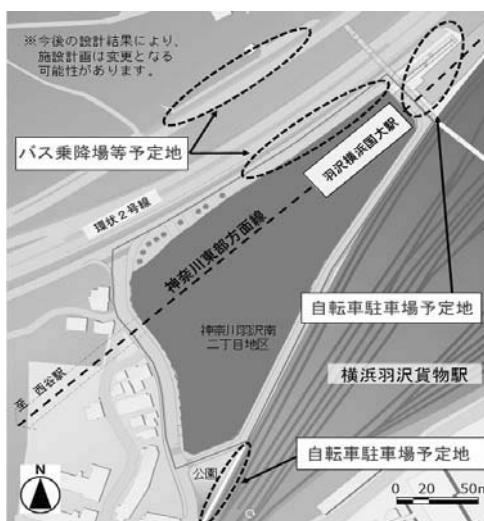 ※今後の設計結果により、
施設計画は変更となる
可能性があります。
バス乗降場等予定地
羽沢横浜国大駅
環状2号線
神奈川東部方面線
自転車駐車場予定地
神奈川羽沢南
二丁目地区
横浜羽沢貨物駅
至 西谷駅
自転車駐車場予定地
公園
N
0 20 50m